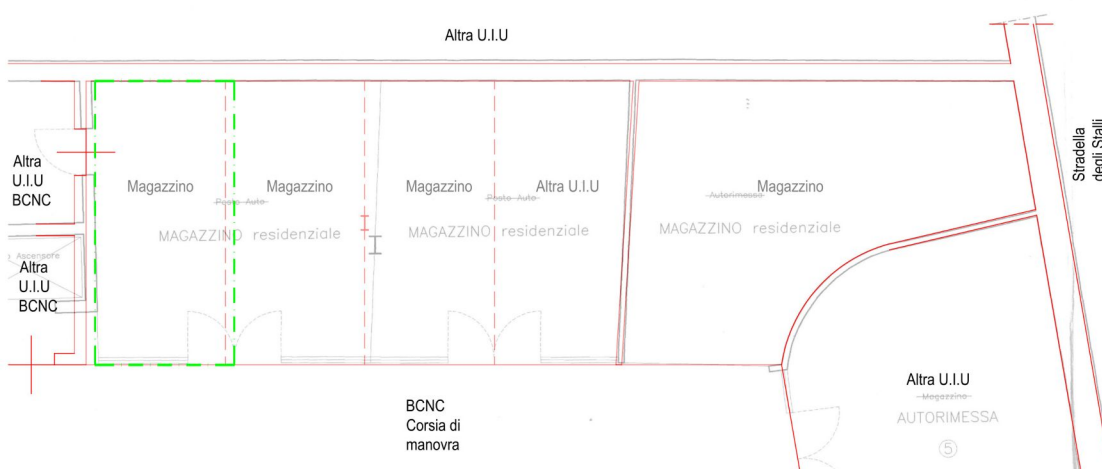 Altra U.I.U
Altra
U.I.U
BCNC
Magazzino
Magazzino
Magazzino
Altra U.I.U
Magazzino
Stradella
degli Stalli
Posto Auto
Posto Auto
Autorimessa
MAGAZZINO residenziale
MAGAZZINO residenziale
MAGAZZINO residenziale
Ascensore
Altra
U.I.U
BCNC
BCNC
Corsia di
manovra
Altra U.I.U
Magazzino
AUTORIMESSA
5